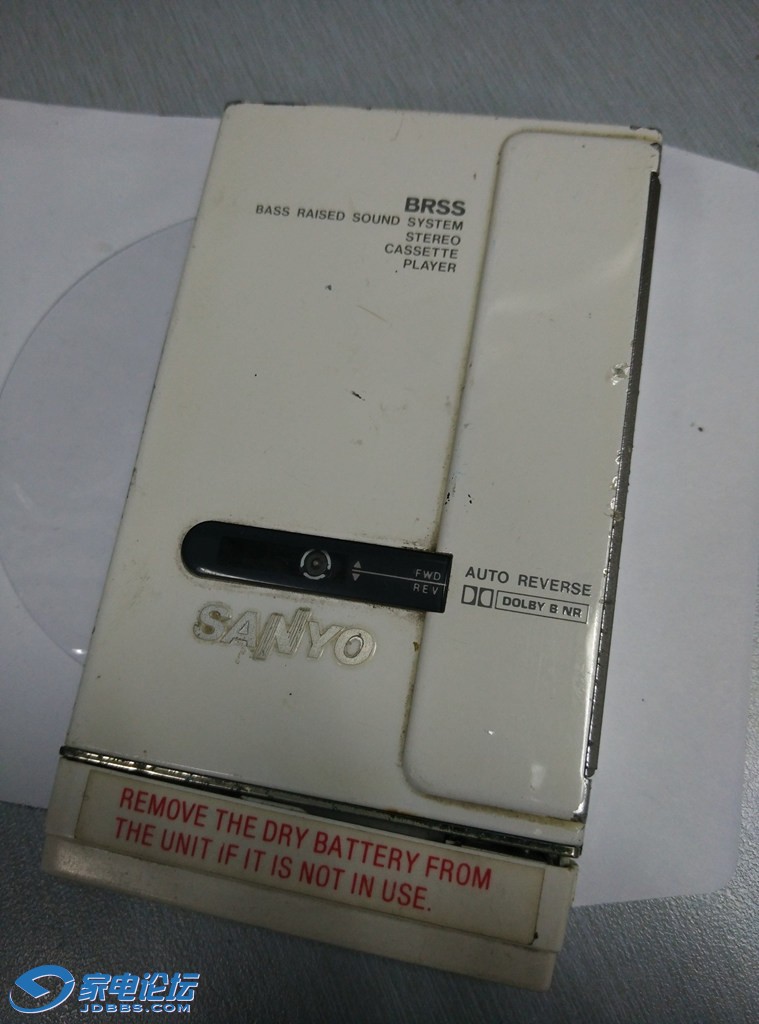 BRSS
BASS RAISED SOUND SYSTEM
STEREO
CASSETTE
PLAYER
FWD
REV
AUTO REVERSE
DOLBY B NR
SANYO
REMOVE THE DRY BATTERY FROM
THE UNIT IF IT IS NOT IN USE.
家电论坛
JDBBS.COM